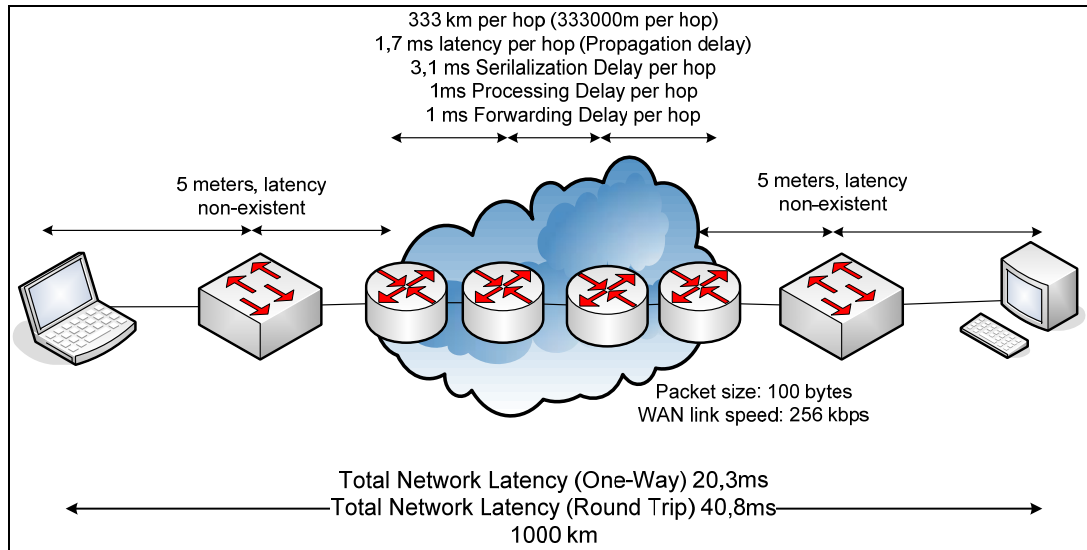 333 km per hop (333000m per hop)
1,7 ms latency per hop (Propagation delay)
3,1 ms Serilalization Delay per hop
1ms Processing Delay per hop
1 ms Forwarding Delay per hop
5 meters, latency
non-existent
5 meters, latency
non-existent
Packet size: 100 bytes
WAN link speed: 256 kbps
Total Network Latency (One-Way) 20,3ms
Total Network Latency (Round Trip) 40,8ms
1000 km